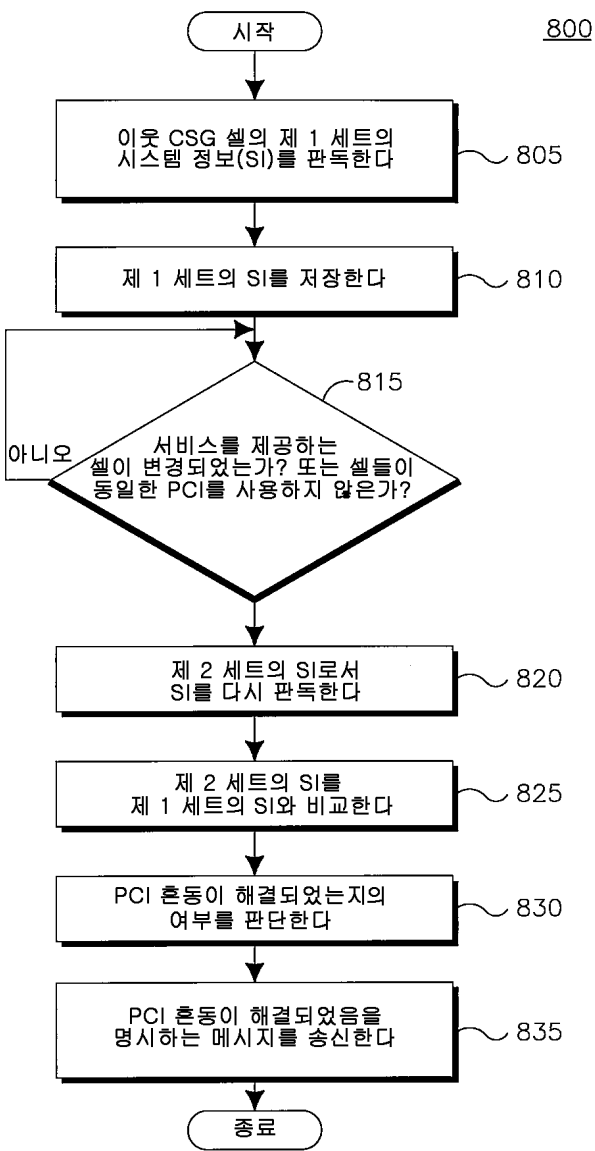 시작
800
이웃 CSG 셀의 제 1 세트의
시스템 정보(SI)를 판독한다
805
제 1 세트의 SI를 저장한다
810
815
아니오
서비스를 제공하는
셀이 변경되었는가? 또는 셀들이
동일한 PCI를 사용하지 않은가?
제 2 세트의 SI로서
SI를 다시 판독한다
820
제 2 세트의 SI를
제 1 세트의 SI와 비교한다
825
PCI 혼동이 해결되었는지의
여부를 판단한다
830
PCI 혼동이 해결되었음을
명시하는 메시지를 송신한다
835
종료